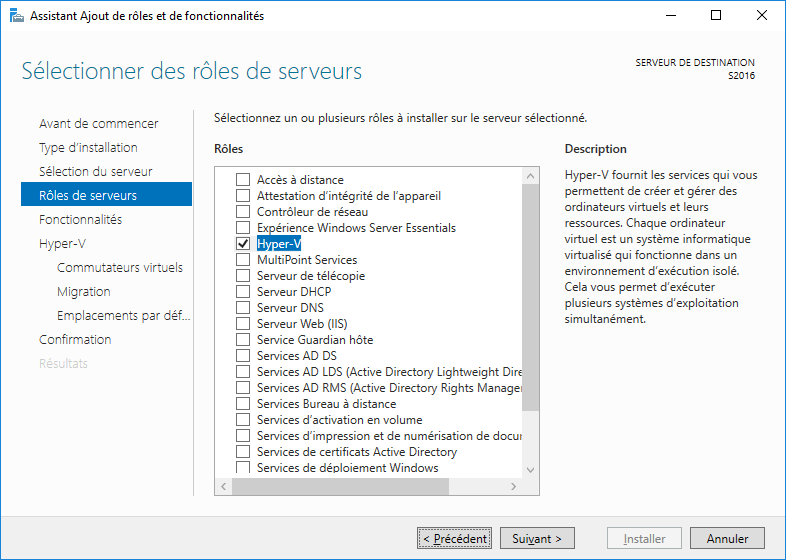 Assistant Ajout de rôles et de fonctionnalités
Sélectionner des rôles de serveurs
SERVEUR DE DESTINATION
S2016
Avant de commencer
Type d'installation
Sélection du serveur
Rôles de serveurs
Fonctionnalités
Hyper-V
Commutateurs virtuels
Migration
Emplacements par déf...
Confirmation
Résultats
Sélectionnez un ou plusieurs rôles à installer sur le serveur sélectionné.
Rôles
Accès à distance
Attestation d'intégrité de l'appareil
Contrôleur de réseau
Expérience Windows Server Essentials
Hyper-V
MultiPoint Services
Serveur de télécopie
Serveur DHCP
Serveur DNS
Serveur Web (IIS)
Service Guardian hôte
Services AD DS
Services AD LDS (Active Directory Lightweight Dire
Services AD RMS (Active Directory Rights Manager
Services Bureau à distance
Services d'activation en volume
Services d'impression et de numérisation de docu
Services de certificats Active Directory
Services de déploiement Windows
Description
Hyper-V fournit les services qui vous
permettent de créer et gérer des
ordinateurs virtuels et leurs
ressources. Chaque ordinateur
virtuel est un système informatique
virtualisé qui fonctionne dans un
environnement d'exécution isolé.
Cela vous permet d'exécuter
plusieurs systèmes d'exploitation
simultanément.
< Précédent
Suivant >
Installer
Annuler